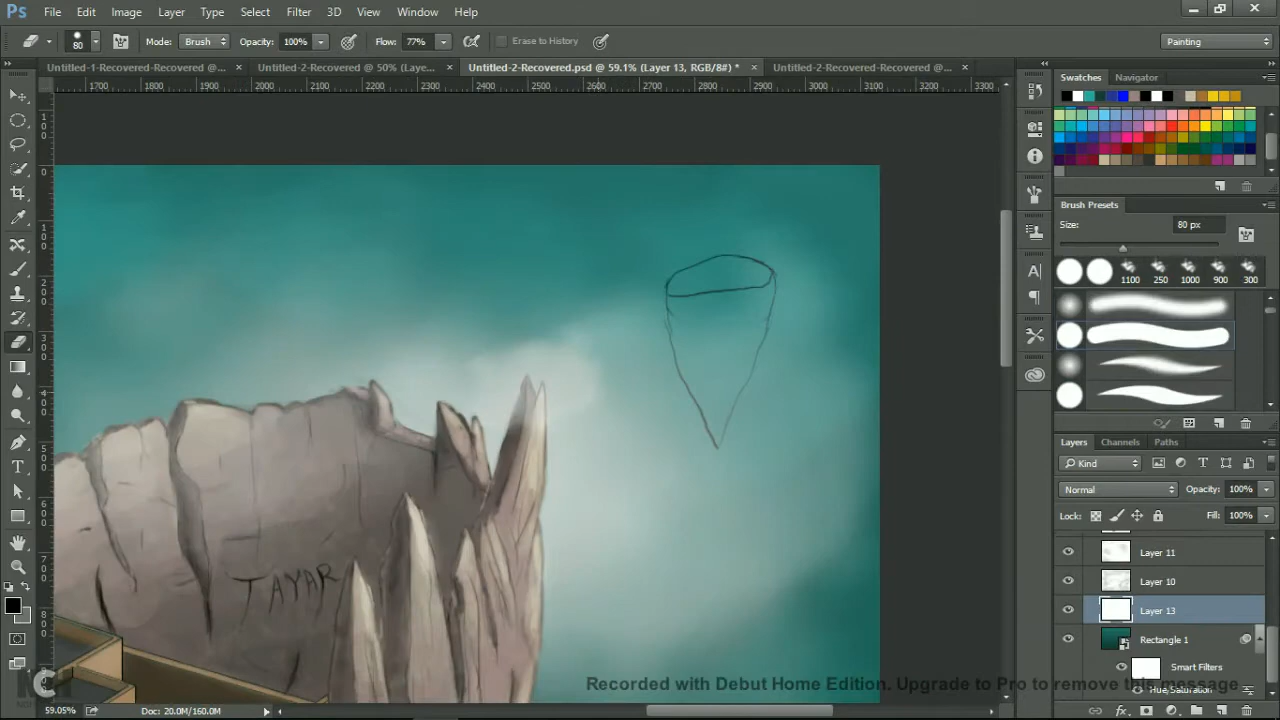 Ps File Edit Image Layer Type Select Filter 3D View Window Help
80 Mode: Brush Opacity: 100% Flow: 77% Erase to History Painting
Untitled-1-Recovered-Recovered @... × Untitled-2-Recovered @ 50% (Laye... × Untitled-2-Recovered.psd @ 59.1% (Layer 13, RGB/8#) * × Untitled-2-Recovered-Recovered @... ×
1700 1800 1900 2000 2100 2200 2300 2400 2500 2600 2700 2800 2900 3000 3100 3200 3300
Swatches Navigator
Brush Presets
Size: 80 px
1100 250 1000 900 300
Layers Channels Paths
Kind
Normal Opacity: 100%
Lock: Fill: 100%
Layer 11
Layer 10
Layer 13
Rectangle 1
Smart Filters
Hue/Saturation
TAYAR
Recorded with Debut Home Edition. Upgrade to Pro to remove this message
59.05% Doc: 20.0M/160.0M